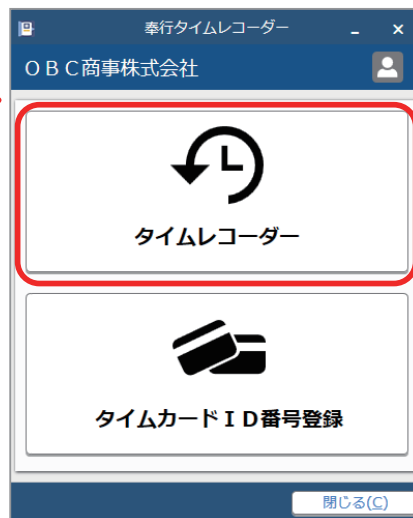 奉行タイムレコーダー
ＯＢＣ商事株式会社
タイムレコーダー
タイムカードＩＤ番号登録
閉じる(C)